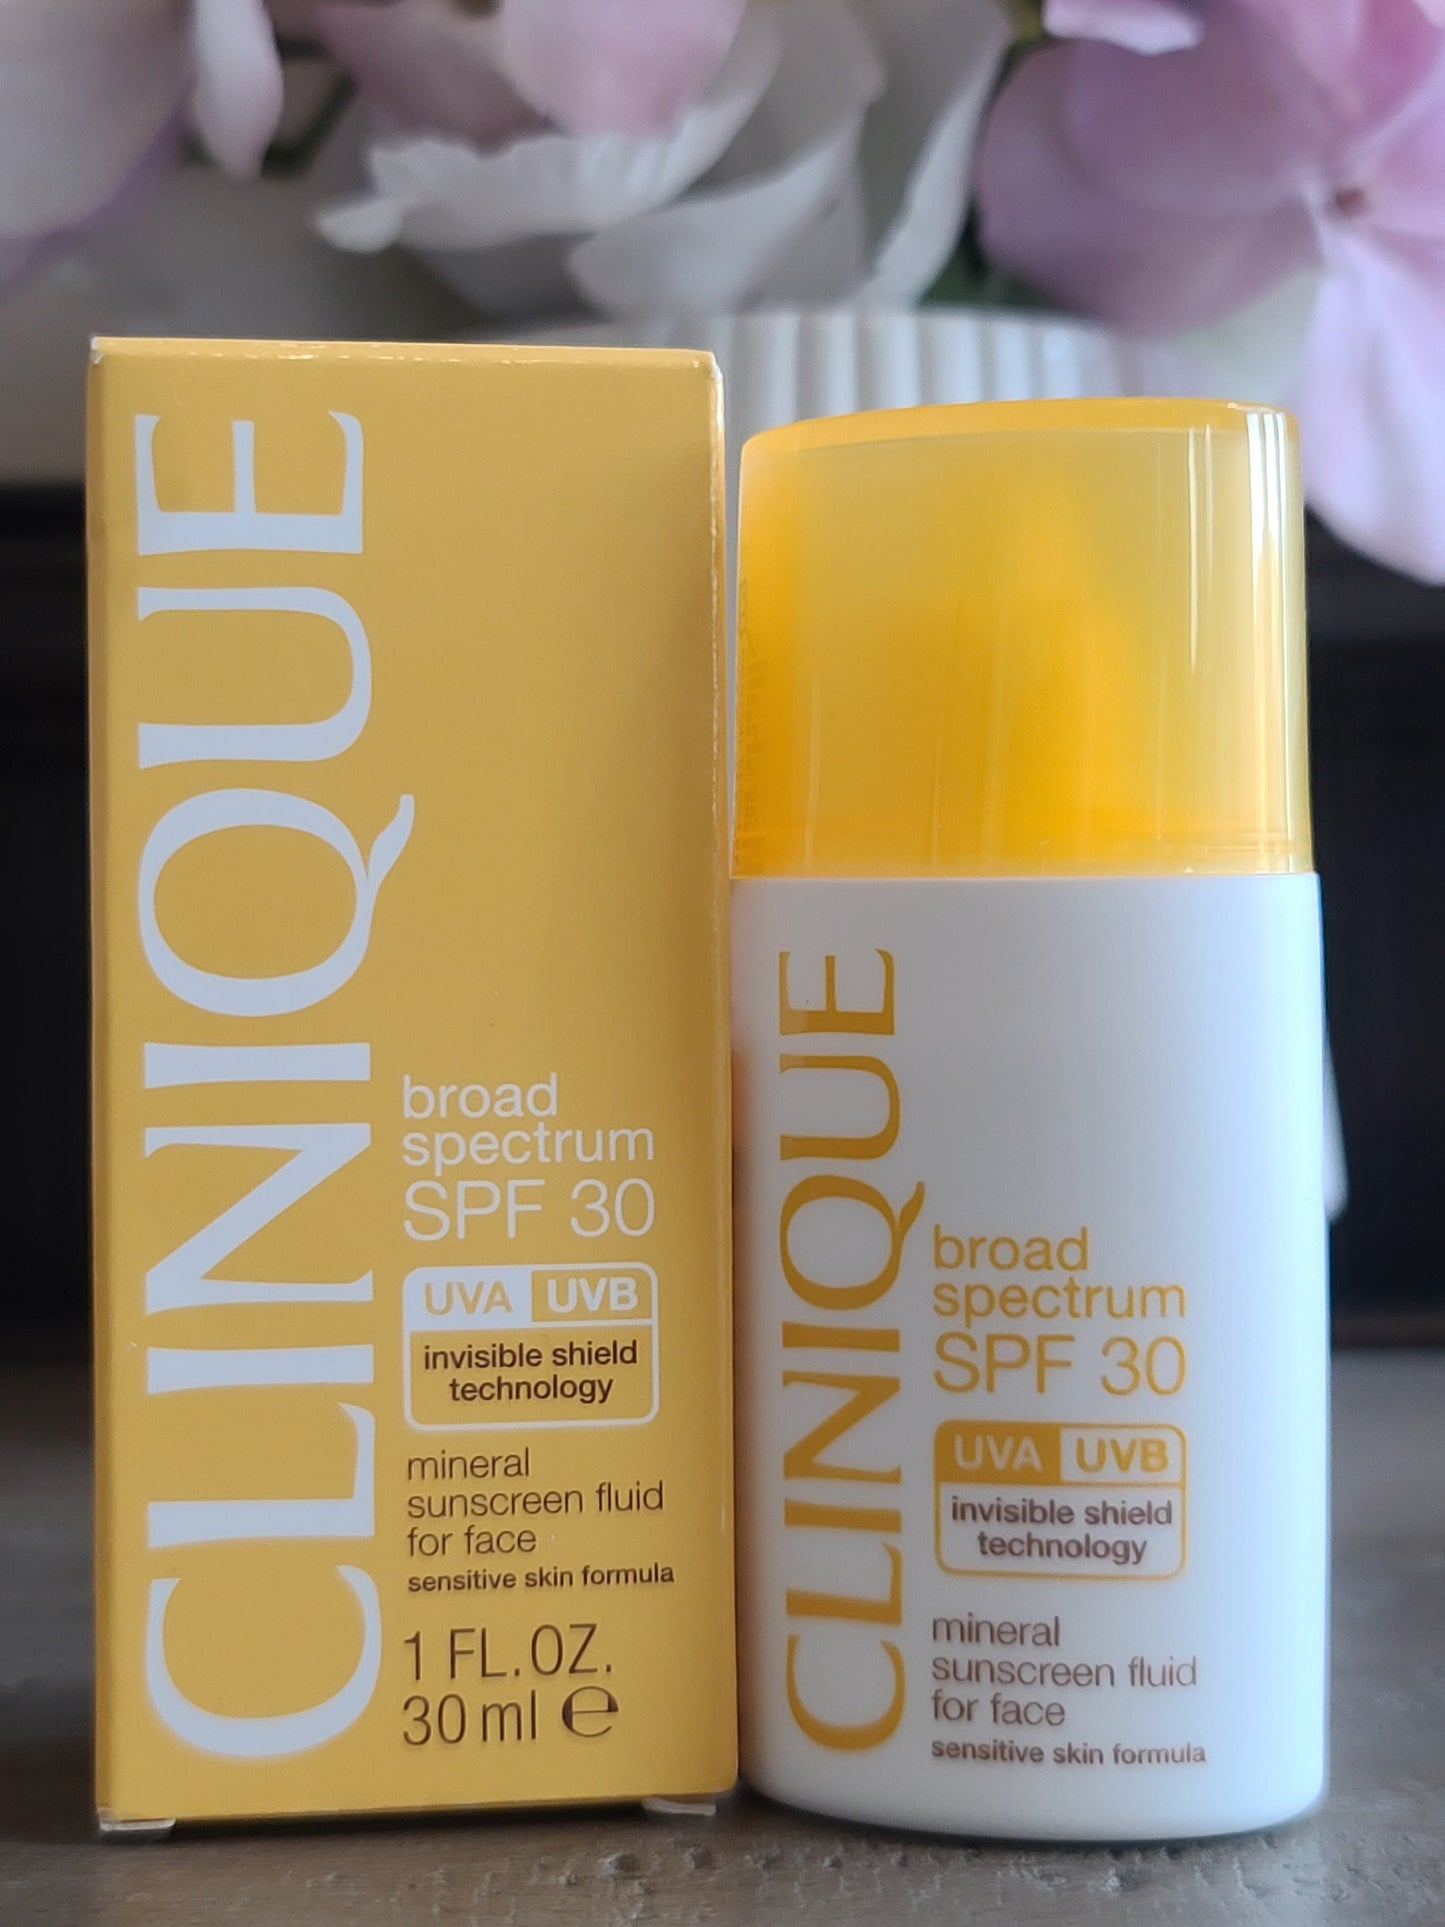 CLINIQUE
broad
spectrum
SPF 30
UVA UVB
invisible shield
technology
mineral
sunscreen fluid
for face
sensitive skin formula
1 FL.OZ.
30 ml ℮
CLINIQUE
broad
spectrum
SPF 30
UVA UVB
invisible shield
technology
mineral
sunscreen fluid
for face
sensitive skin formula